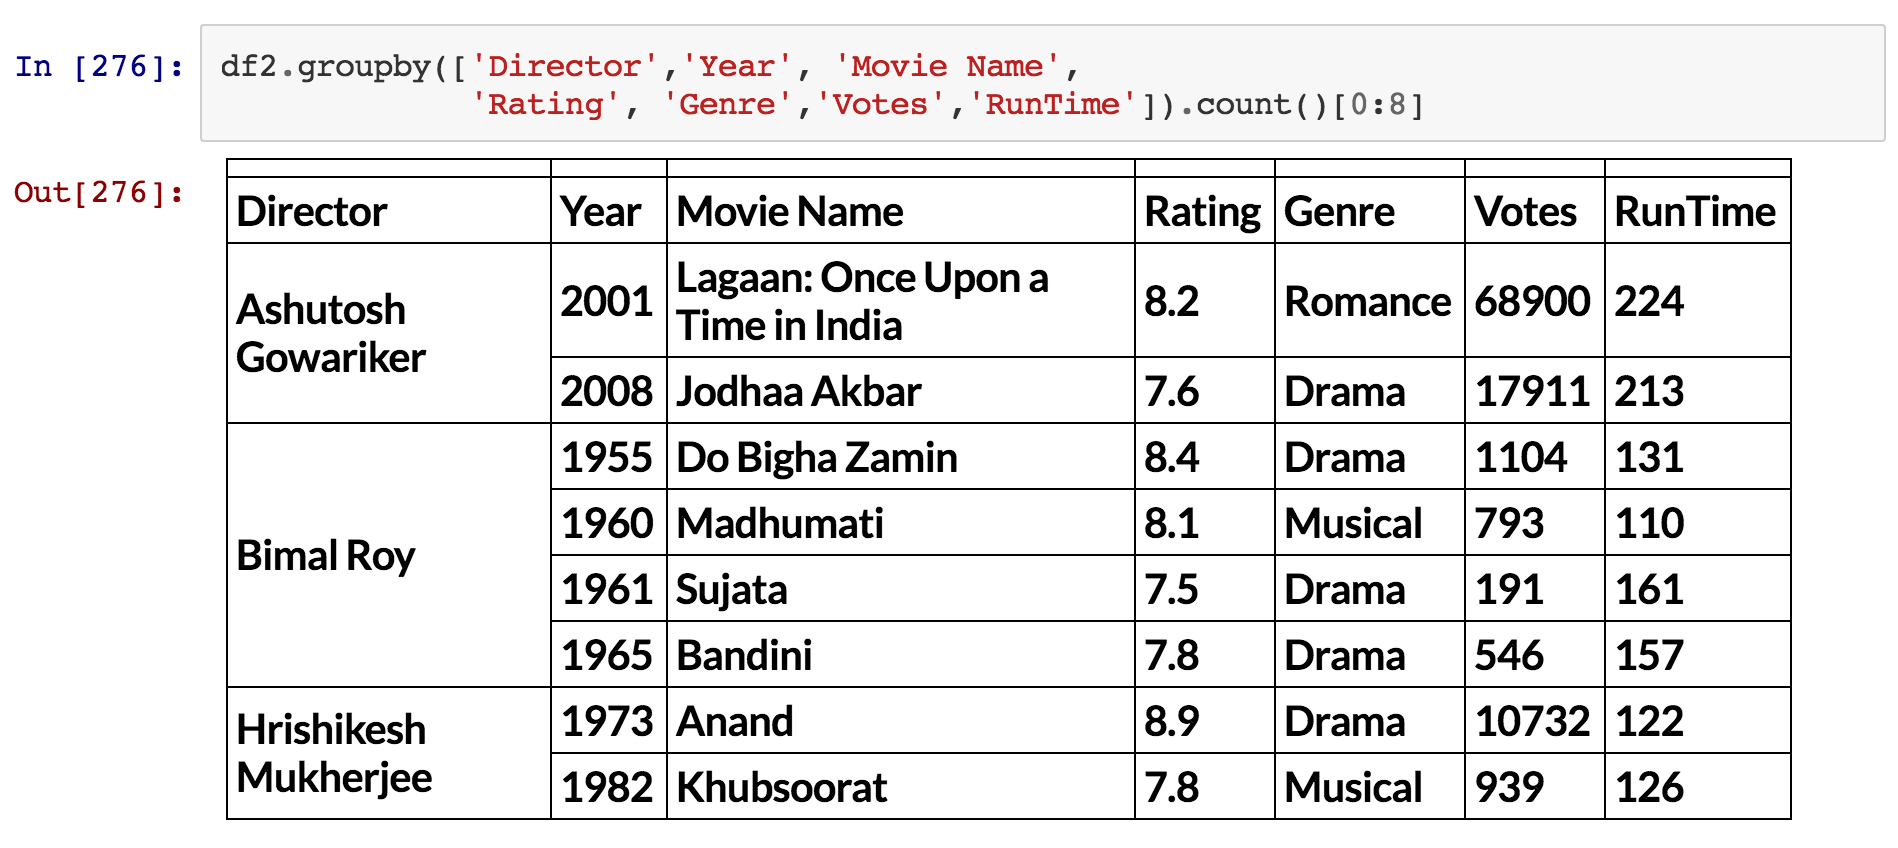 In [276]: df2.groupby(['Director','Year', 'Movie Name',
'Rating', 'Genre','Votes','RunTime']).count()[0:8]
Out[276]:
Director Year Movie Name Rating Genre Votes RunTime
Ashutosh Gowariker 2001 Lagaan: Once Upon a Time in India 8.2 Romance 68900 224
2008 Jodhaa Akbar 7.6 Drama 17911 213
Bimal Roy 1955 Do Bigha Zamin 8.4 Drama 1104 131
1960 Madhumati 8.1 Musical 793 110
1961 Sujata 7.5 Drama 191 161
1965 Bandini 7.8 Drama 546 157
Hrishikesh Mukherjee 1973 Anand 8.9 Drama 10732 122
1982 Khubsoorat 7.8 Musical 939 126